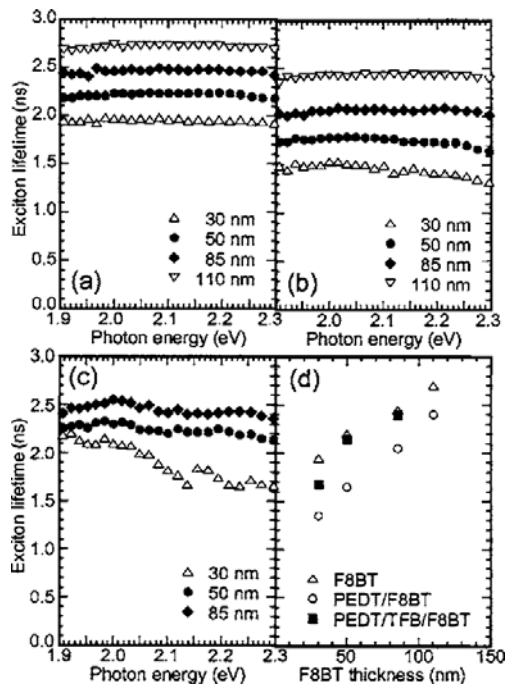 3.0
2.5
2.0
1.5
1.0
0.5
0.0
Exciton lifetime (ns)
30 nm
50 nm
85 nm
110 nm
(a)
1.9 2.0 2.1 2.2 2.3
Photon energy (eV)
30 nm
50 nm
85 nm
110 nm
(b)
2.0 2.1 2.2 2.3
Photon energy (eV)
3.0
2.5
2.0
1.5
1.0
0.5
0.0
Exciton lifetime (ns)
(c)
30 nm
50 nm
85 nm
1.9 2.0 2.1 2.2 2.3
Photon energy (eV)
(d)
F8BT
PEDT/F8BT
PEDT/TFB/F8BT
0 50 100 150
F8BT thickness (nm)